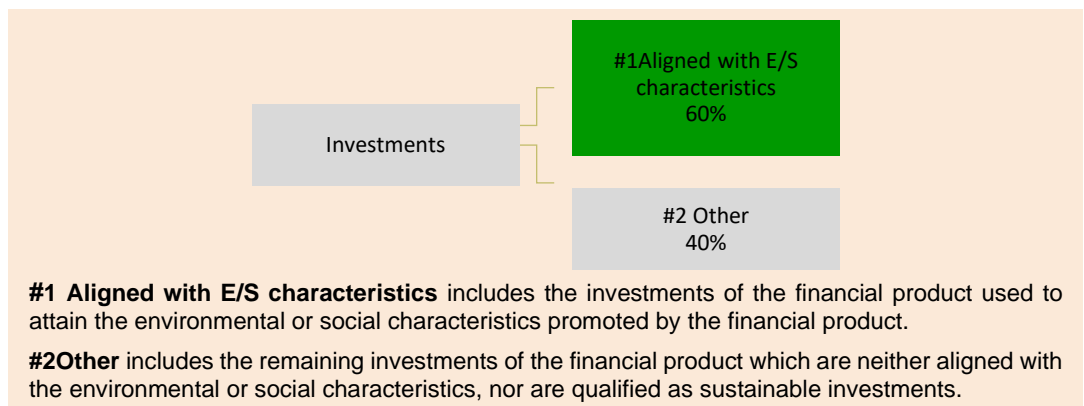 #1Aligned with E/S
characteristics
60%
Investments
#2 Other
40%
#1 Aligned with E/S characteristics includes the investments of the financial product used to
attain the environmental or social characteristics promoted by the financial product.
#2Other includes the remaining investments of the financial product which are neither aligned with
the environmental or social characteristics, nor are qualified as sustainable investments.